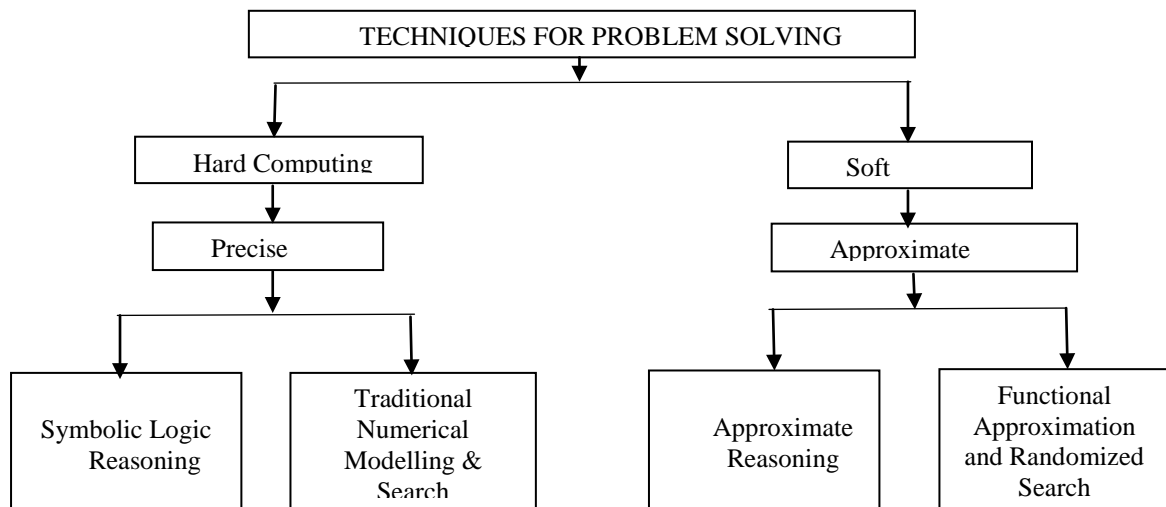 TECHNIQUES FOR PROBLEM SOLVING
Hard Computing
Soft
Precise
Approximate
Symbolic Logic
Reasoning
Traditional
Numerical
Modelling &
Search
Approximate
Reasoning
Functional
Approximation
and Randomized
Search